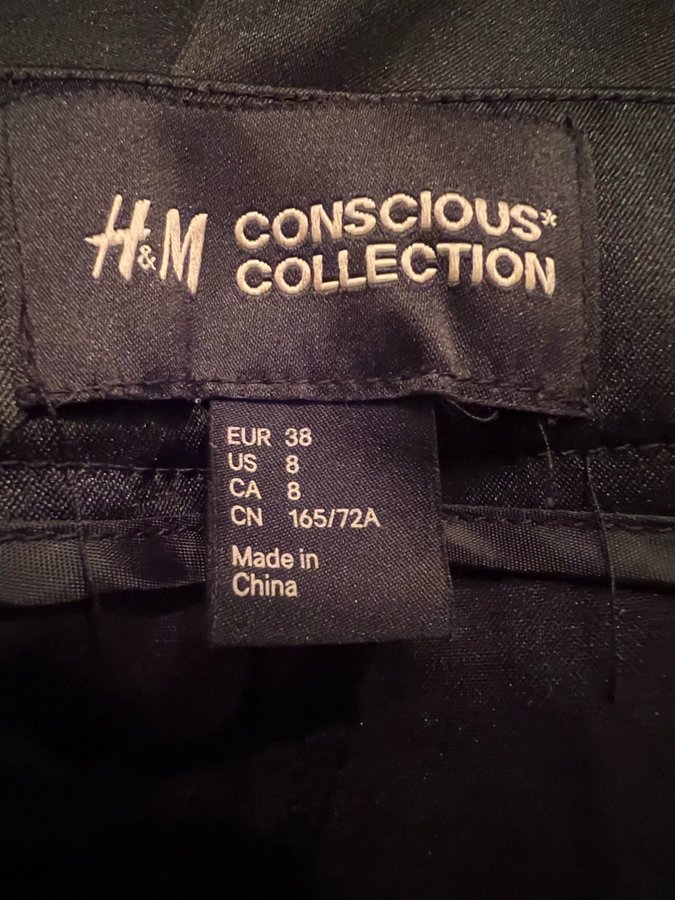 H&M CONSCIOUS*
COLLECTION
EUR 38
US 8
CA 8
CN 165/72A
Made in
China